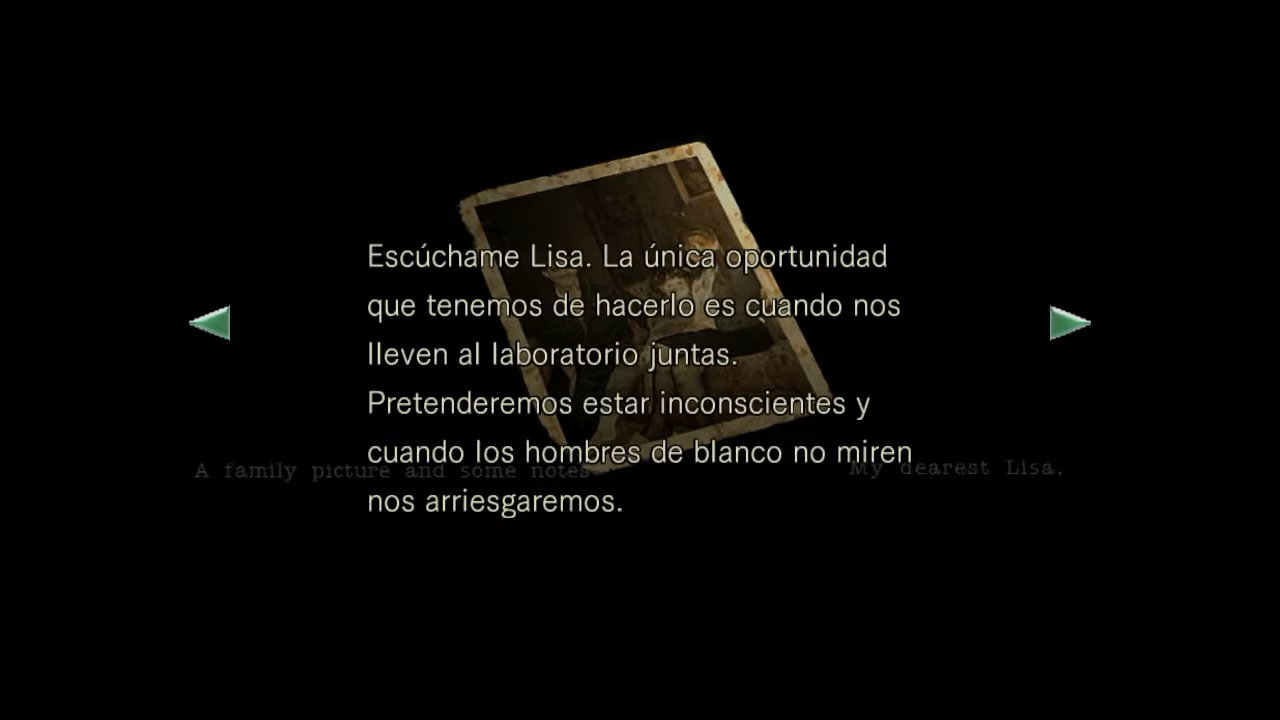 Escúchame Lisa. La única oportunidad
que tenemos de hacerlo es cuando nos
lleven al laboratorio juntas.
Pretenderemos estar inconscientes y
cuando los hombres de blanco no miren
nos arriesgaremos.
A family picture and some notes
My dearest Lisa,